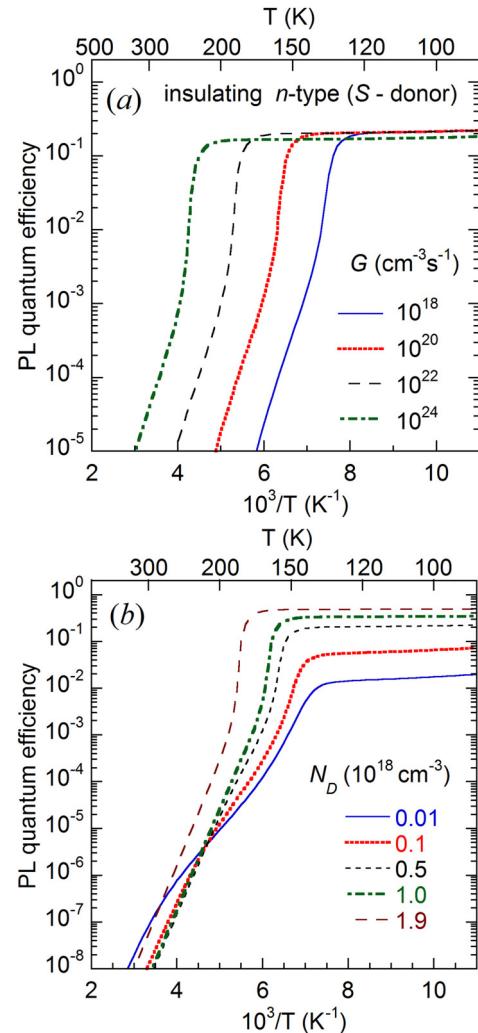 T (K)
500 300 200 150 120 100
(a) insulating n-type (S - donor)
PL quantum efficiency
10^0
10^-1
10^-2
10^-3
10^-4
10^-5
G (cm^-3s^-1)
10^18
10^20
10^22
10^24
2 4 6 8 10
10^3/T (K^-1)
T (K)
300 200 150 120 100
(b)
PL quantum efficiency
10^0
10^-1
10^-2
10^-3
10^-4
10^-5
10^-6
10^-7
10^-8
N_D (10^18 cm^-3)
0.01
0.1
0.5
1.0
1.9
2 4 6 8 10
10^3/T (K^-1)